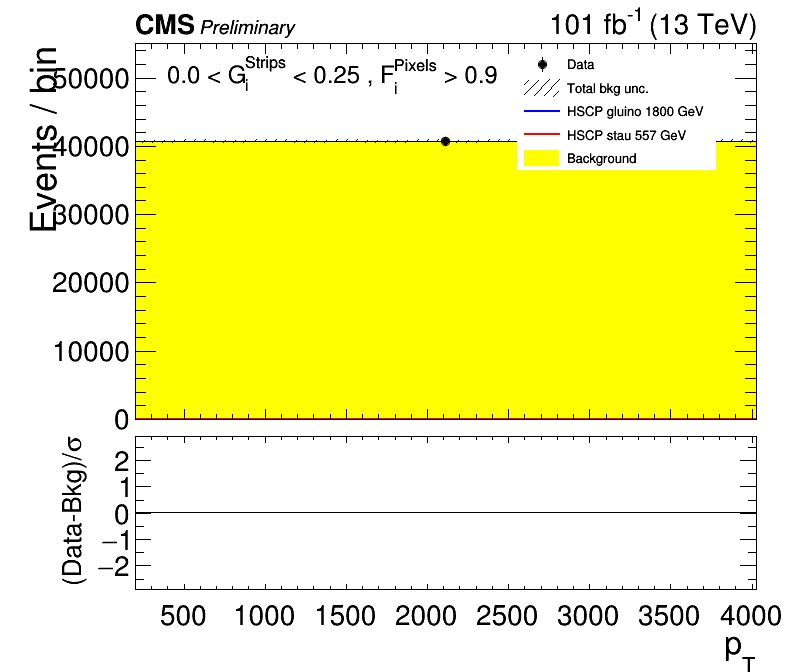 CMS Preliminary 101 fb-1 (13 TeV)
0.0 < GiStrips < 0.25 , FiPixels > 0.9
Data
Total bkg unc.
HSCP gluino 1800 GeV
HSCP stau 557 GeV
Background
Events / bin
50000
40000
30000
20000
10000
0
(Data-Bkg)/σ
2
1
0
−1
−2
500 1000 1500 2000 2500 3000 3500 4000
pT